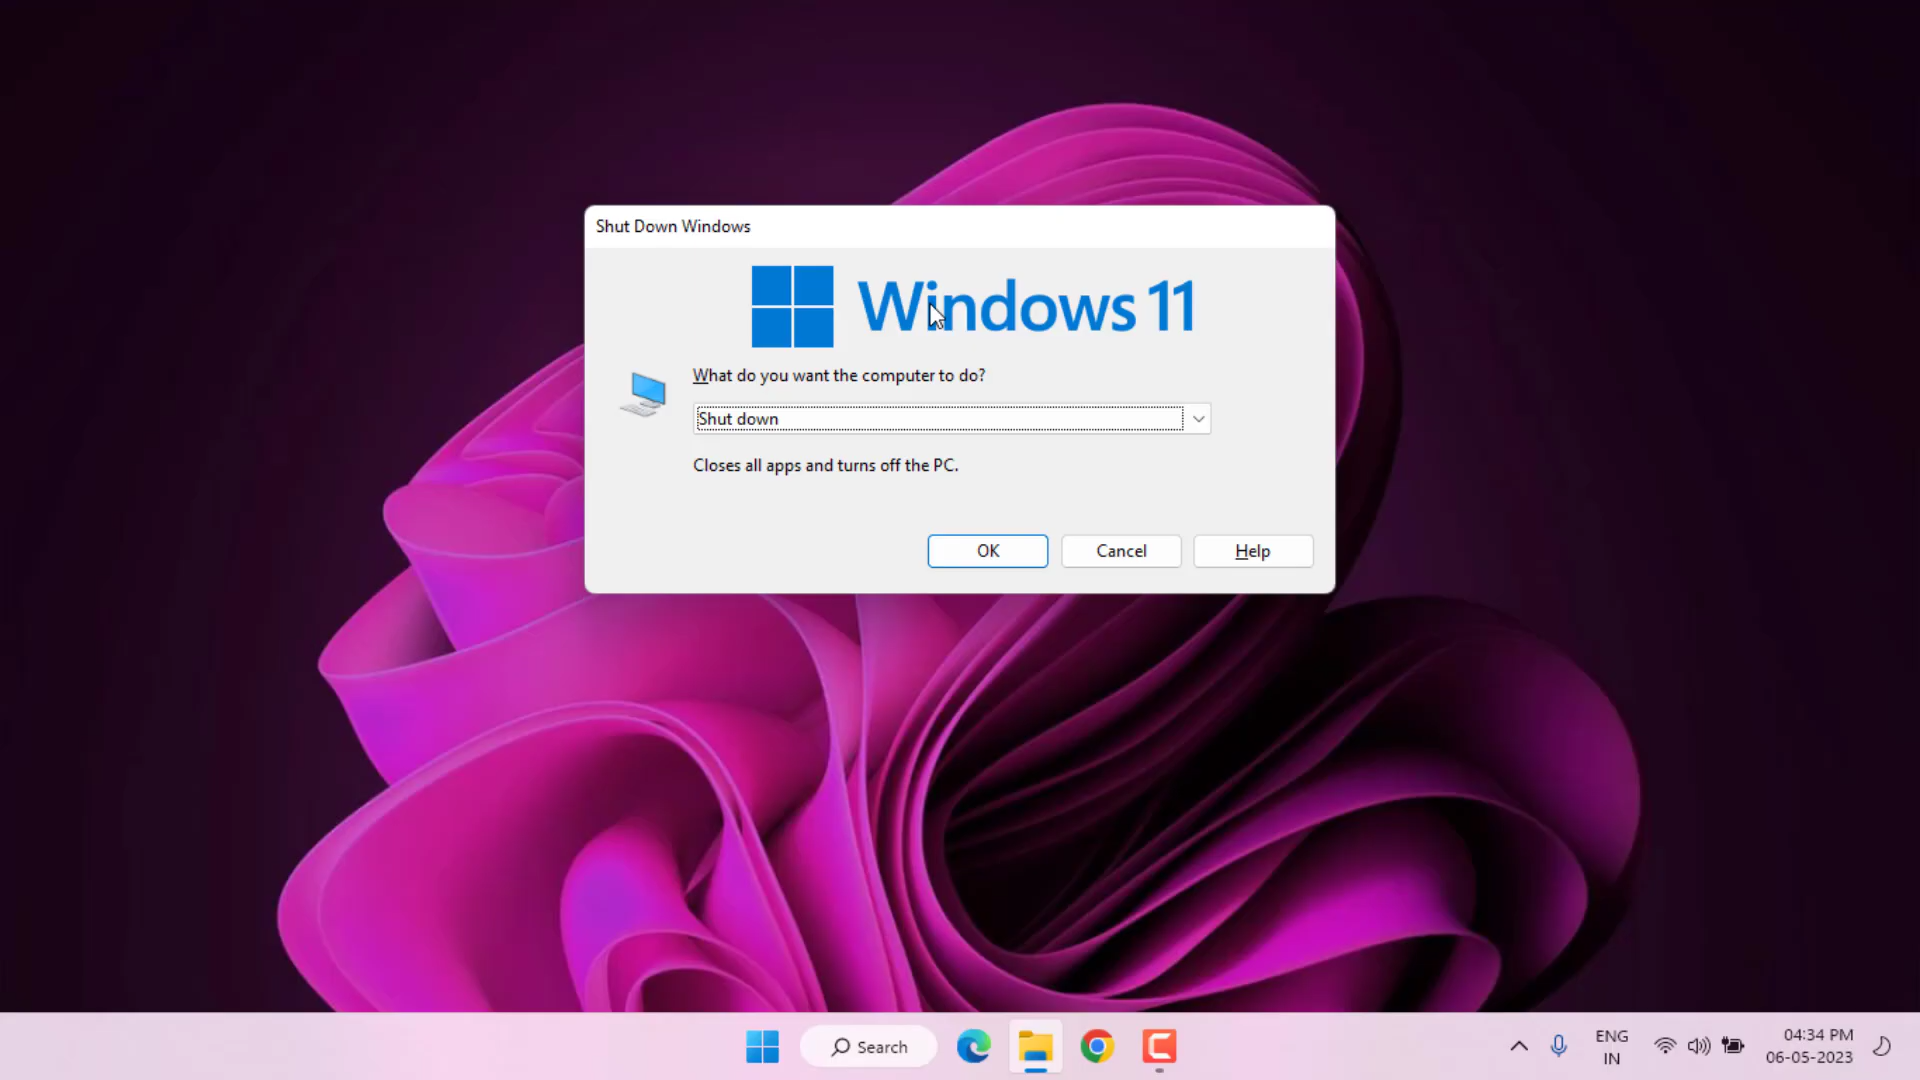 Shut Down Windows
Windows 11
What do you want the computer to do?
Shut down
Closes all apps and turns off the PC.
OK
Cancel
Help
Search
ENG
IN
04:34 PM
06-05-2023